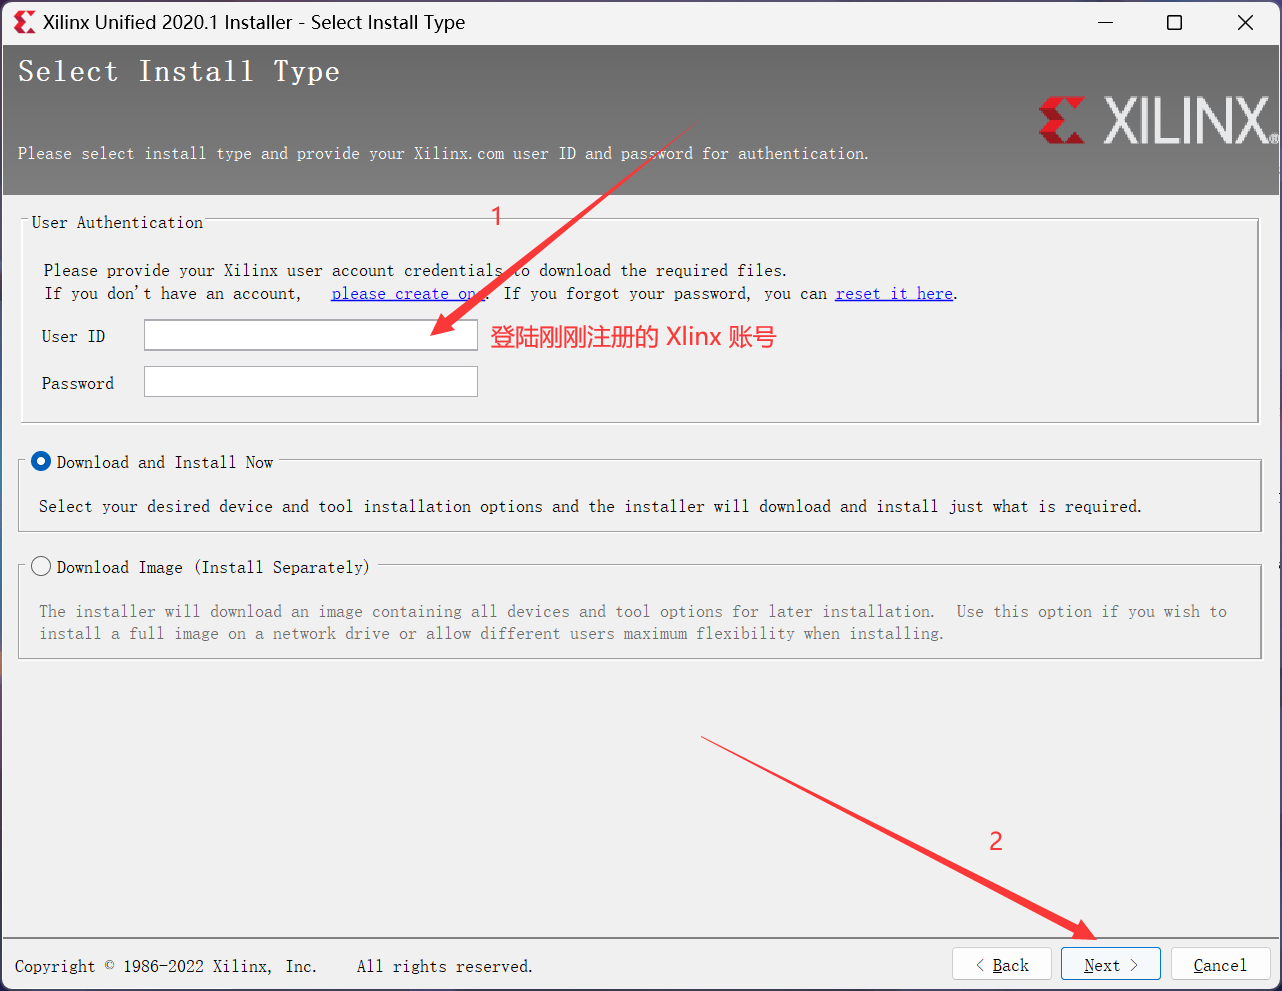 Xilinx Unified 2020.1 Installer - Select Install Type
Select Install Type
XILINX
Please select install type and provide your Xilinx.com user ID and password for authentication.
1
User Authentication
Please provide your Xilinx user account credentials to download the required files.
If you don't have an account, please create one. If you forgot your password, you can reset it here.
User ID
登陆刚刚注册的 Xlinx 账号
Password
Download and Install Now
Select your desired device and tool installation options and the installer will download and install just what is required.
Download Image (Install Separately)
The installer will download an image containing all devices and tool options for later installation. Use this option if you wish to
install a full image on a network drive or allow different users maximum flexibility when installing.
2
Copyright © 1986-2022 Xilinx, Inc. All rights reserved.
< Back
Next >
Cancel